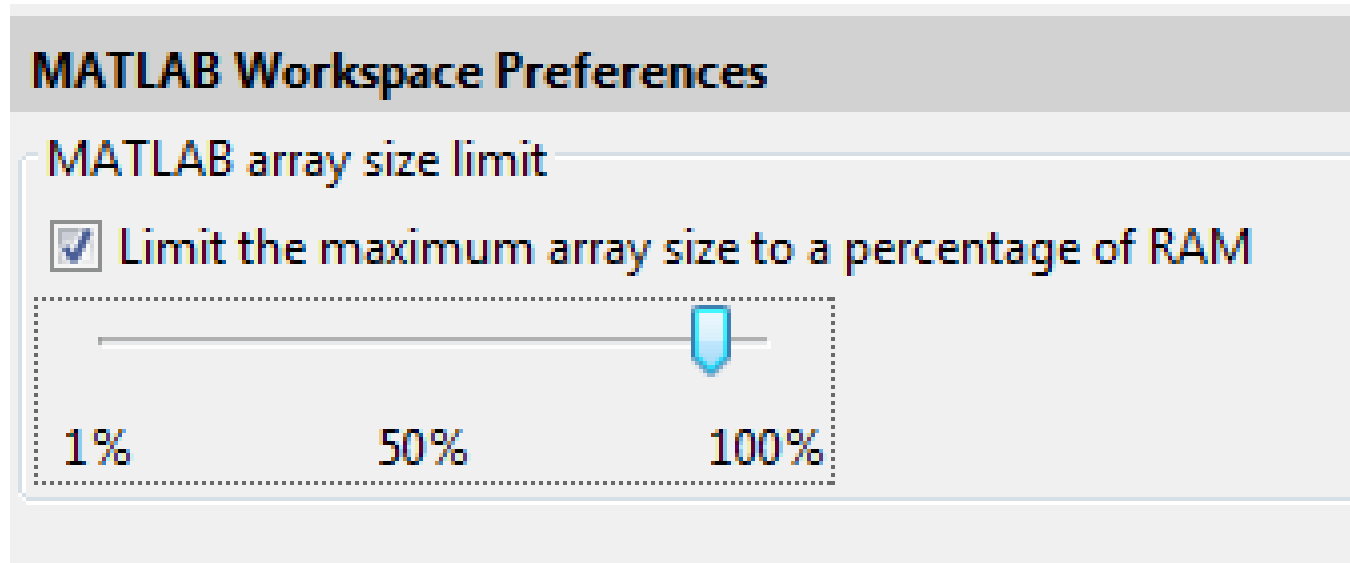 MATLAB Workspace Preferences
MATLAB array size limit
Limit the maximum array size to a percentage of RAM
1% 50% 100%